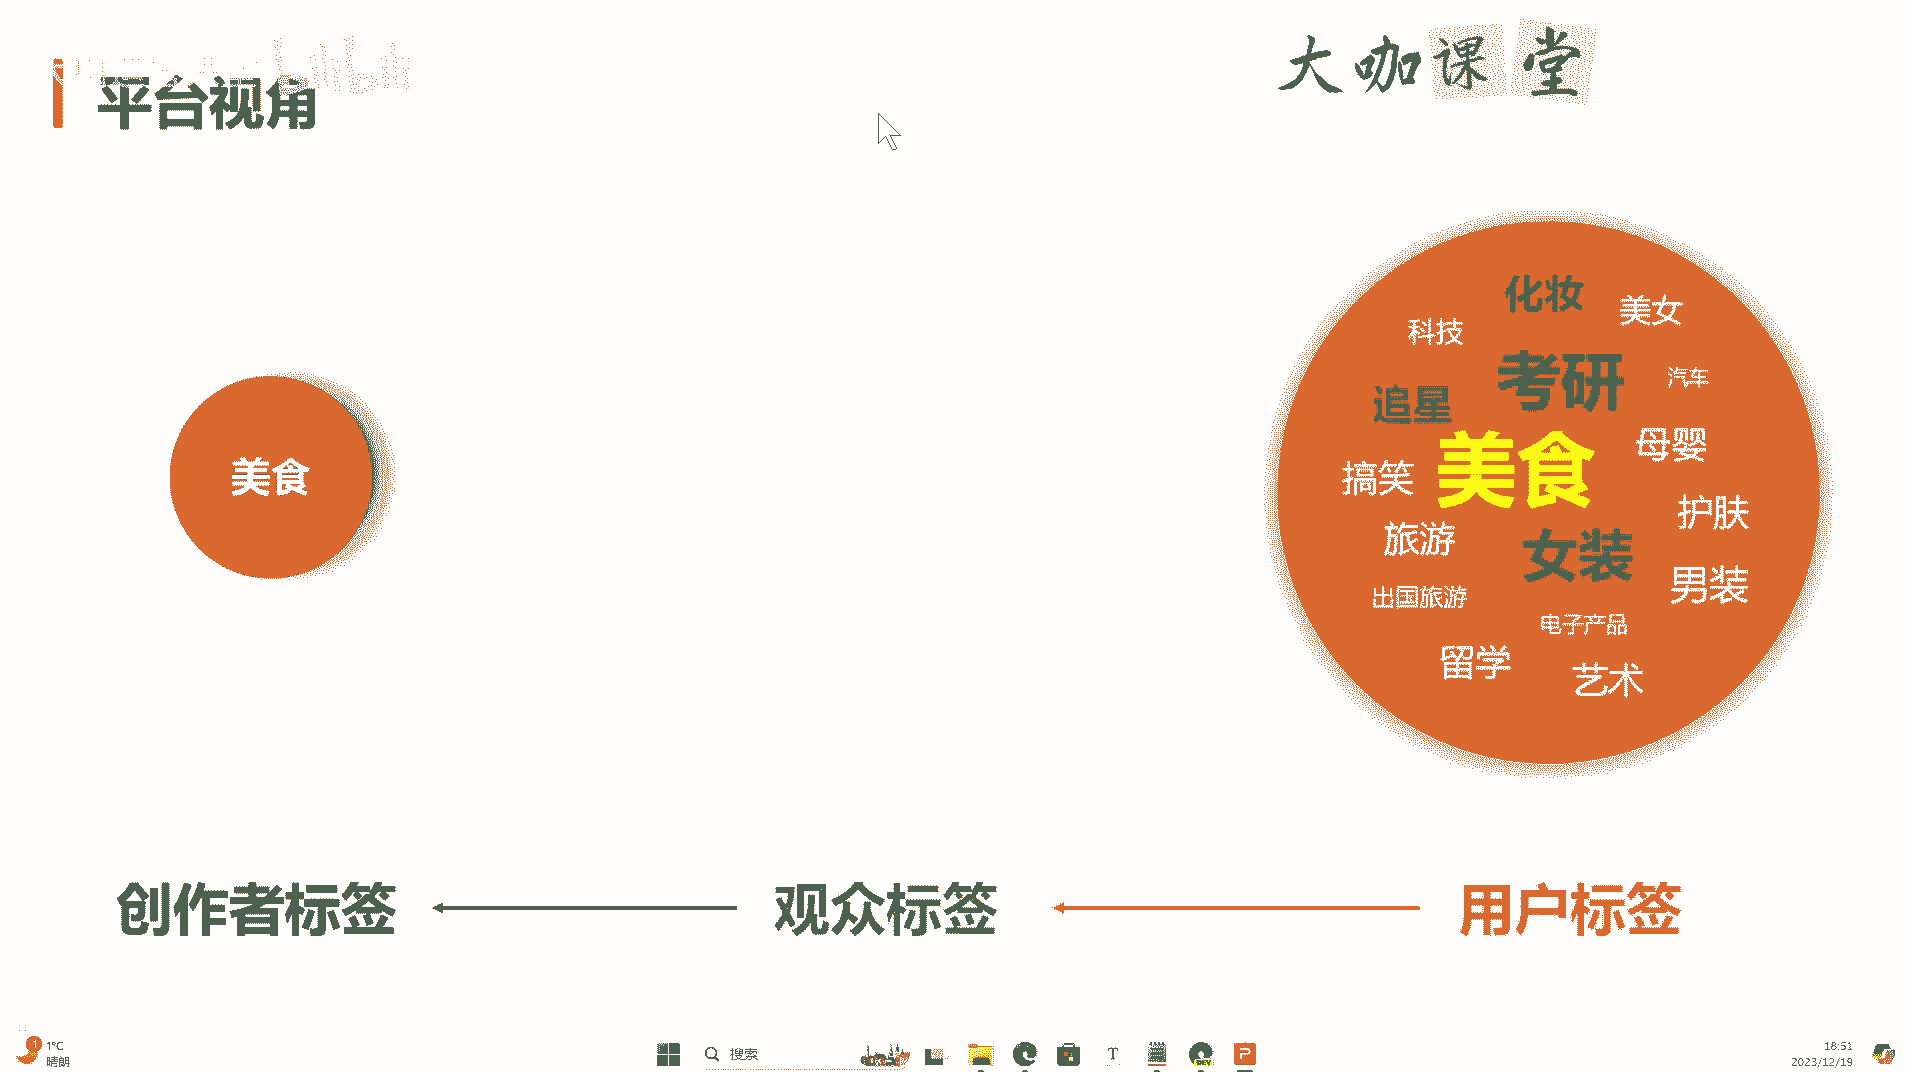 平台视角
大咖课堂
化妆
美女
科技
考研
汽车
追星
美食
母婴
搞笑
美食
护肤
旅游
女装
男装
出国旅游
电子产品
留学
艺术
创作者标签
观众标签
用户标签
1
1°C
晴朗
搜索
18:51
2023/12/19